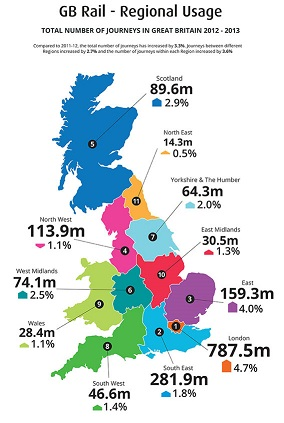 GB Rail - Regional Usage
TOTAL NUMBER OF JOURNEYS IN GREAT BRITAIN 2012 - 2013
Compared to 2011-12, the total number of journeys has increased by 3.3%. Journeys between different
Regions increased by 2.7% and the number of journeys within each Region increased by 3.6%
Scotland
89.6m
2.9%
5
North East
14.3m
0.5%
11
Yorkshire & The Humber
64.3m
2.0%
7
North West
113.9m
1.1%
4
East Midlands
30.5m
1.3%
10
West Midlands
74.1m
2.5%
6
East
159.3m
4.0%
3
Wales
28.4m
1.1%
9
London
787.5m
4.7%
1
South West
46.6m
1.4%
8
South East
281.9m
1.8%
2